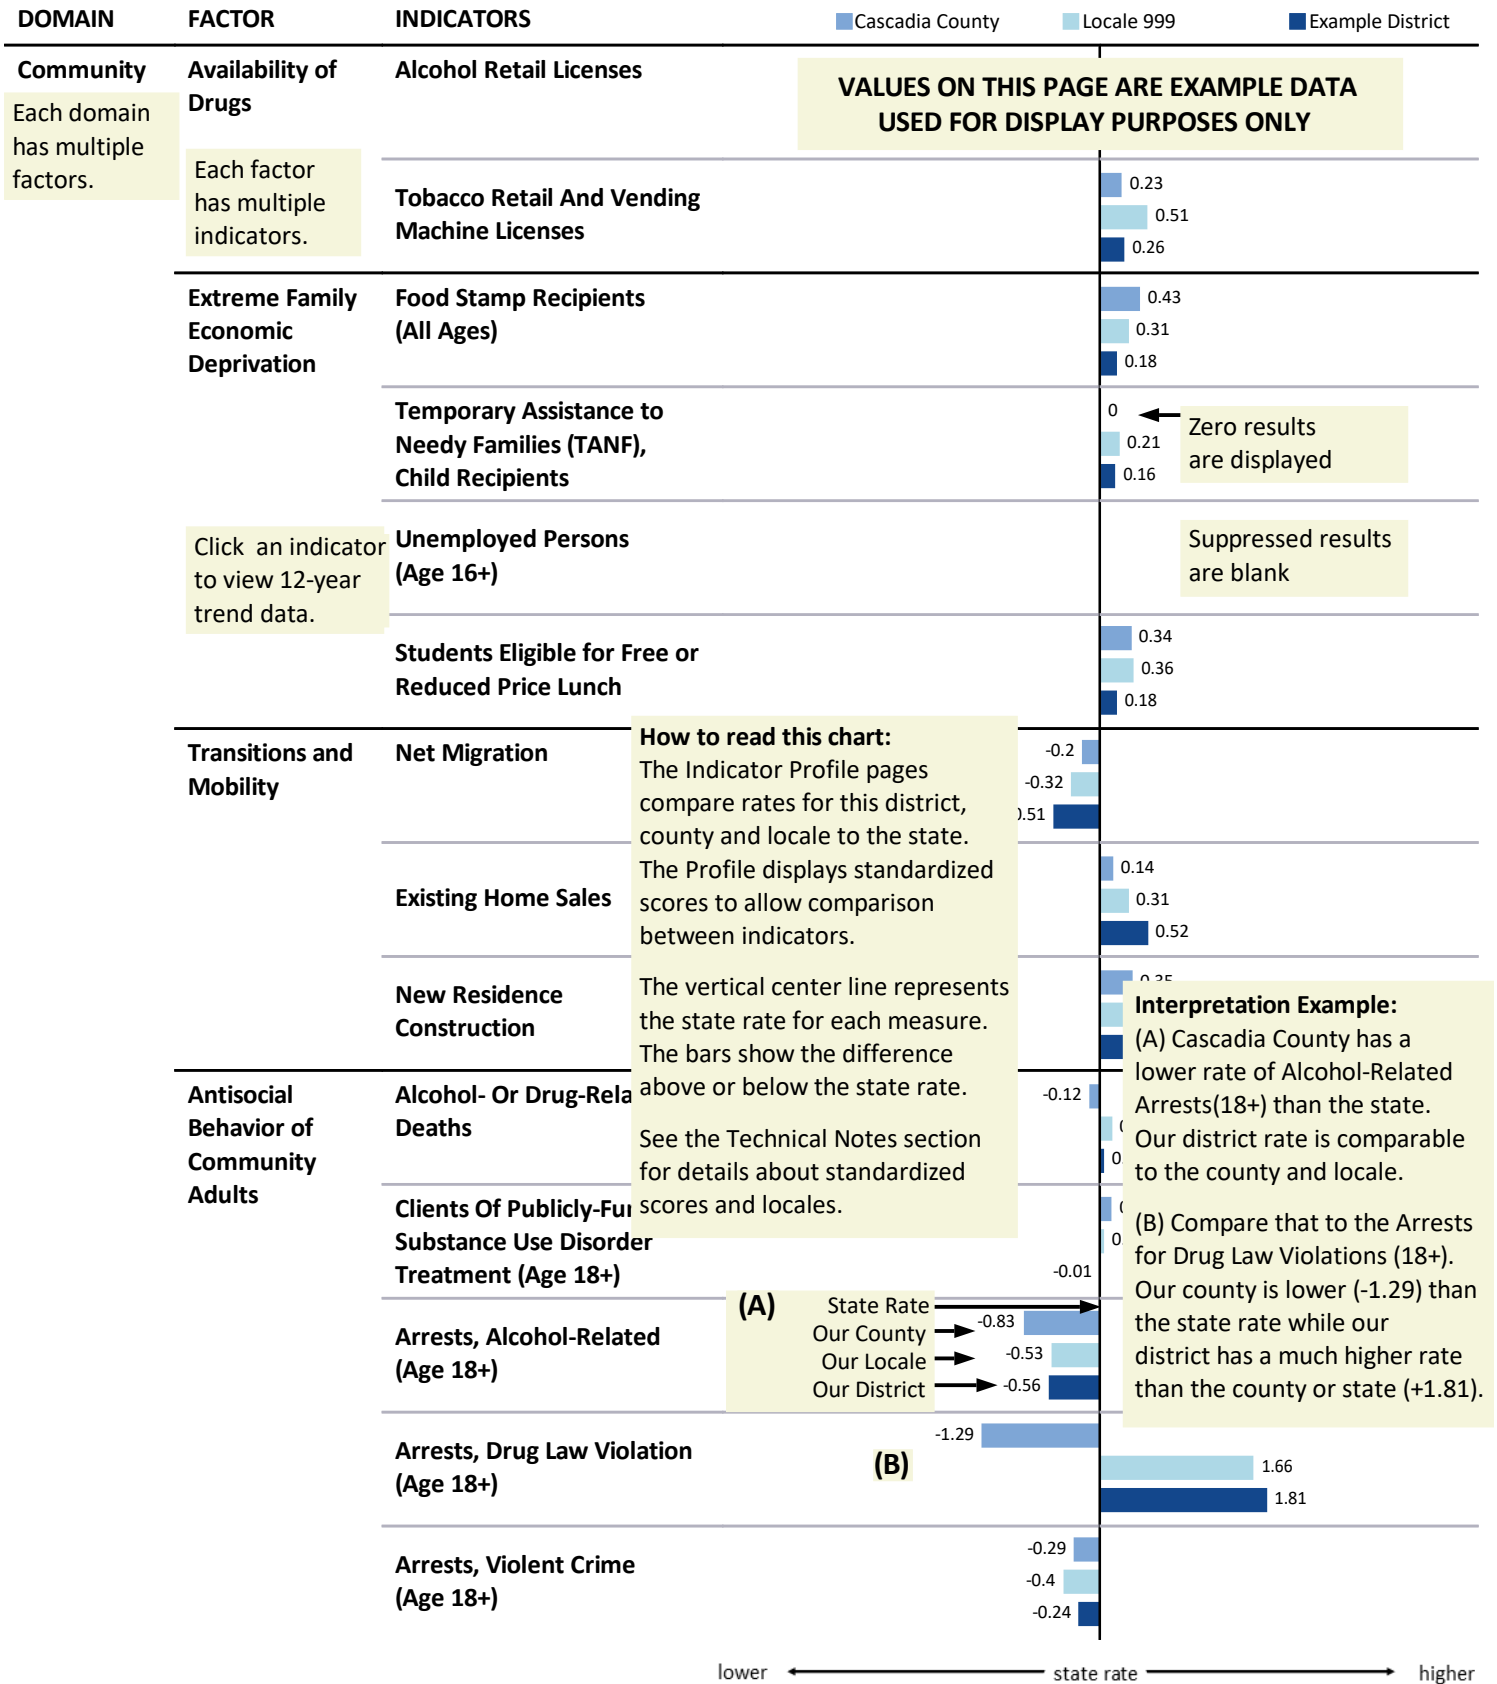 DOMAIN FACTOR INDICATORS Cascadia County Locale 999 Example District
Community
Each domain
has multiple
factors.
Availability of
Drugs
Each factor
has multiple
indicators.
Alcohol Retail Licenses
VALUES ON THIS PAGE ARE EXAMPLE DATA
USED FOR DISPLAY PURPOSES ONLY
Tobacco Retail And Vending
Machine Licenses
0.23
0.51
0.26
Extreme Family
Economic
Deprivation
Food Stamp Recipients
(All Ages)
0.43
0.31
0.18
Temporary Assistance to
Needy Families (TANF),
Child Recipients
0
0.21
0.16
Zero results
are displayed
Click an indicator
to view 12-year
trend data.
Unemployed Persons
(Age 16+)
Suppressed results
are blank
Students Eligible for Free or
Reduced Price Lunch
0.34
0.36
0.18
Transitions and
Mobility
Net Migration
-0.2
-0.32
.51
How to read this chart:
The Indicator Profile pages
compare rates for this district,
county and locale to the state.
The Profile displays standardized
scores to allow comparison
between indicators.
The vertical center line represents
the state rate for each measure.
The bars show the difference
above or below the state rate.
See the Technical Notes section
for details about standardized
scores and locales.
Existing Home Sales
0.14
0.31
0.52
New Residence
Construction
Interpretation Example:
(A) Cascadia County has a
lower rate of Alcohol-Related
Arrests(18+) than the state.
Our district rate is comparable
to the county and locale.
(B) Compare that to the Arrests
for Drug Law Violations (18+).
Our county is lower (-1.29) than
the state rate while our
district has a much higher rate
than the county or state (+1.81).
Antisocial
Behavior of
Community
Adults
Alcohol- Or Drug-Rela
Deaths
-0.12
0.
Clients Of Publicly-Fu
Substance Use Disorder
Treatment (Age 18+)
0.
-0.01
Arrests, Alcohol-Related
(Age 18+)
(A) State Rate
Our County -0.83
Our Locale -0.53
Our District -0.56
Arrests, Drug Law Violation
(Age 18+)
(B)
-1.29
1.66
1.81
Arrests, Violent Crime
(Age 18+)
-0.29
-0.4
-0.24
lower state rate higher